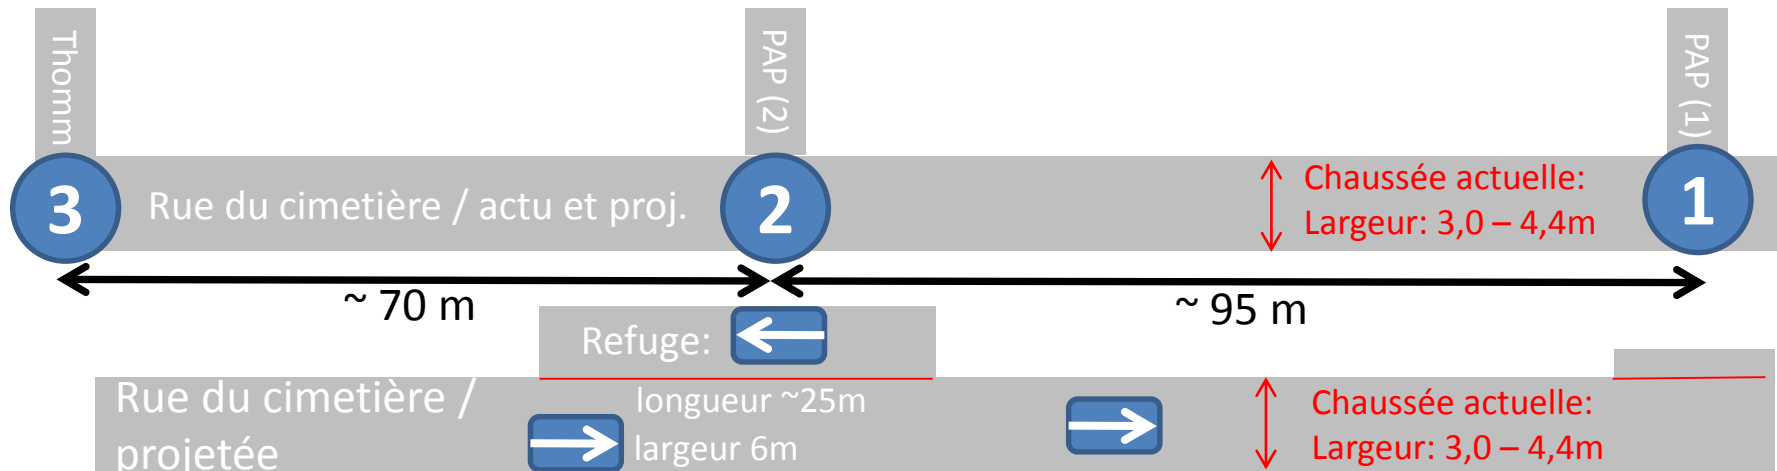 Thomm
PAP (2)
PAP (1)
3
Rue du cimetière / actu et proj.
2
Chaussée actuelle:
Largeur: 3,0 – 4,4m
1
~ 70 m
~ 95 m
Refuge:
Rue du cimetière /
projetée
longueur ~25m
largeur 6m
Chaussée actuelle:
Largeur: 3,0 – 4,4m